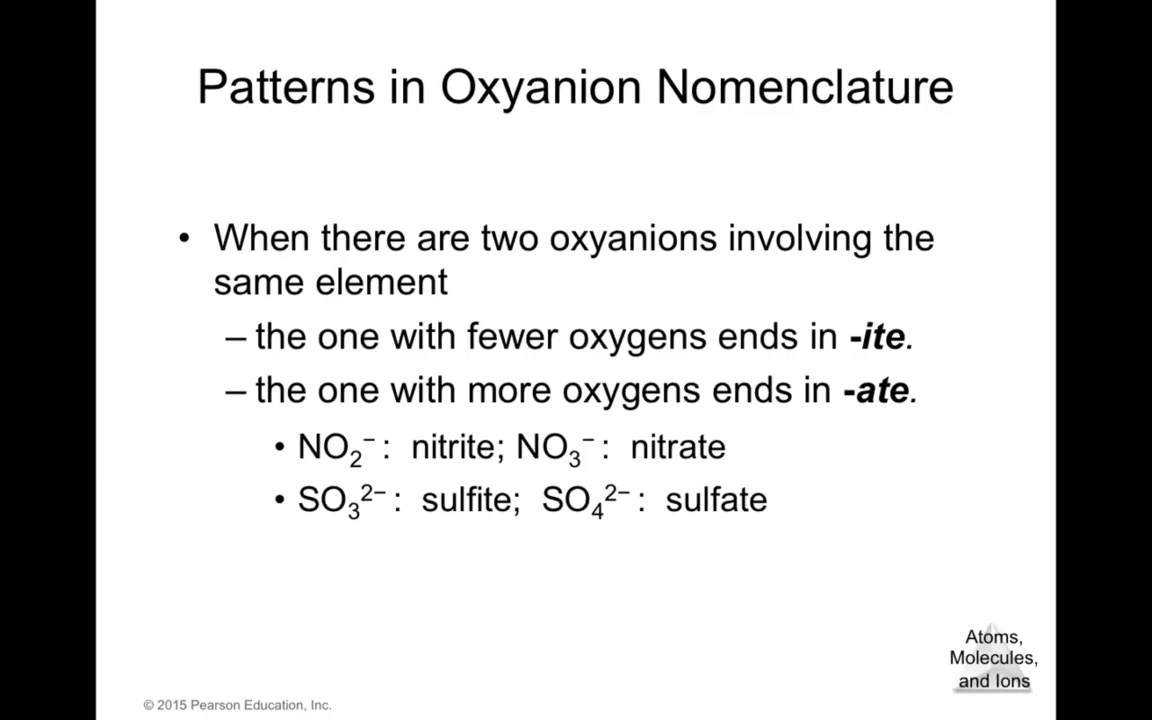 Patterns in Oxyanion Nomenclature
• When there are two oxyanions involving the
same element
– the one with fewer oxygens ends in -ite.
– the one with more oxygens ends in -ate.
• NO₂⁻ : nitrite; NO₃⁻ : nitrate
• SO₃²⁻ : sulfite; SO₄²⁻ : sulfate
Atoms,
Molecules,
and Ions
© 2015 Pearson Education, Inc.